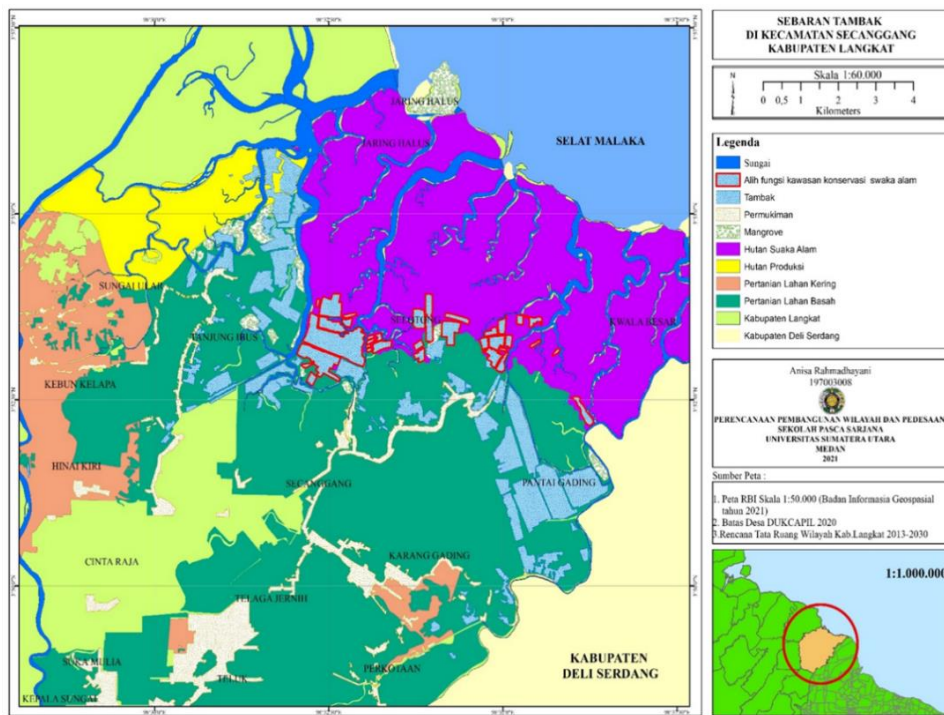 SEBARAN TAMBAK
DI KECAMATAN SECANGGANG
KABUPATEN LANGKAT
N
Skala 1:60.000
0 0,5 1 2 3 4
Kilometers
Legenda
Sungai
Alih fungsi kawasan konservasi swaka alam
Tambak
Permukiman
Mangrove
Hutan Suaka Alam
Hutan Produksi
Pertanian Lahan Kering
Pertanian Lahan Basah
Kabupaten Langkat
Kabupaten Deli Serdang
Anisa Rahmadhayani
197003008
PERENCANAAN PEMBANGUNAN WILAYAH DAN PEDESAAN
SEKOLAH PASCA SARJANA
UNIVERSITAS SUMATERA UTARA
MEDAN
2021
Sumber Peta :
1. Peta RBI Skala 1:50.000 (Badan Informasia Geospasial
tahun 2021)
2. Batas Desa DUKCAPIL 2020
3.Rencana Tata Ruang Wilayah Kab.Langkat 2013-2030
1:1.000.000
JARING HALUS
JARING HALUS
SELAT MALAKA
SUNGAI ULAR
TANJUNG IBUS
SELOTONG
KWALA BESAR
KEBUN KELAPA
HINAI KIRI
SECANGGANG
PANTAI GADING
CINTA RAJA
KARANG GADING
TELAGA JERNIH
SUKA MULIA
TELUK
PERKOTAAN
KEPALA SUNGAI
KABUPATEN
DELI SERDANG